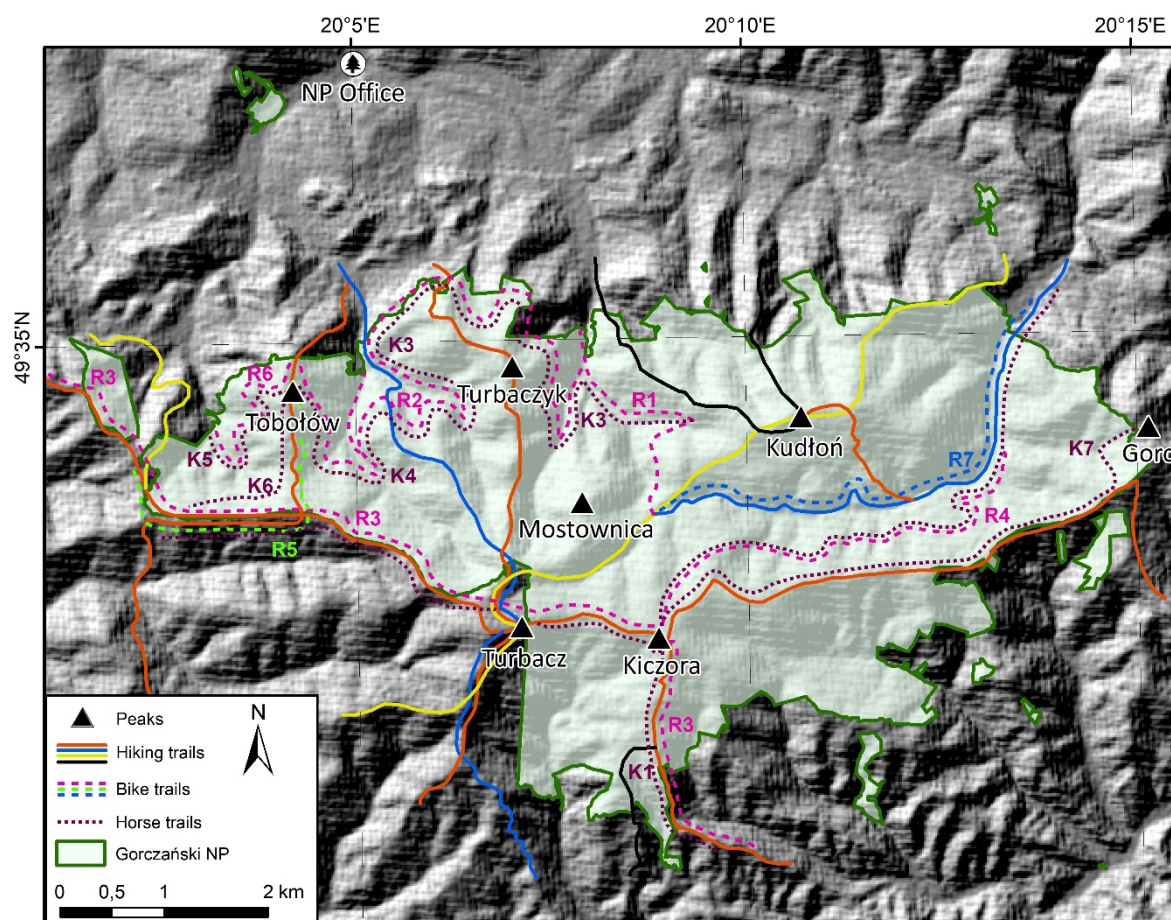 20°5'E
20°10'E
20°15'E
NP Office
49°35'N
K3
R3
R6
Turbaczyk
R2
R1
Tobołów
K3
Kudłoń
Gorc
K5
K4
K7
R7
K6
Mostownica
R3
R4
R5
Turbacz
Kiczora
R3
K1
Peaks
N
Hiking trails
Bike trails
Horse trails
Gorczański NP
0 0,5 1 2 km